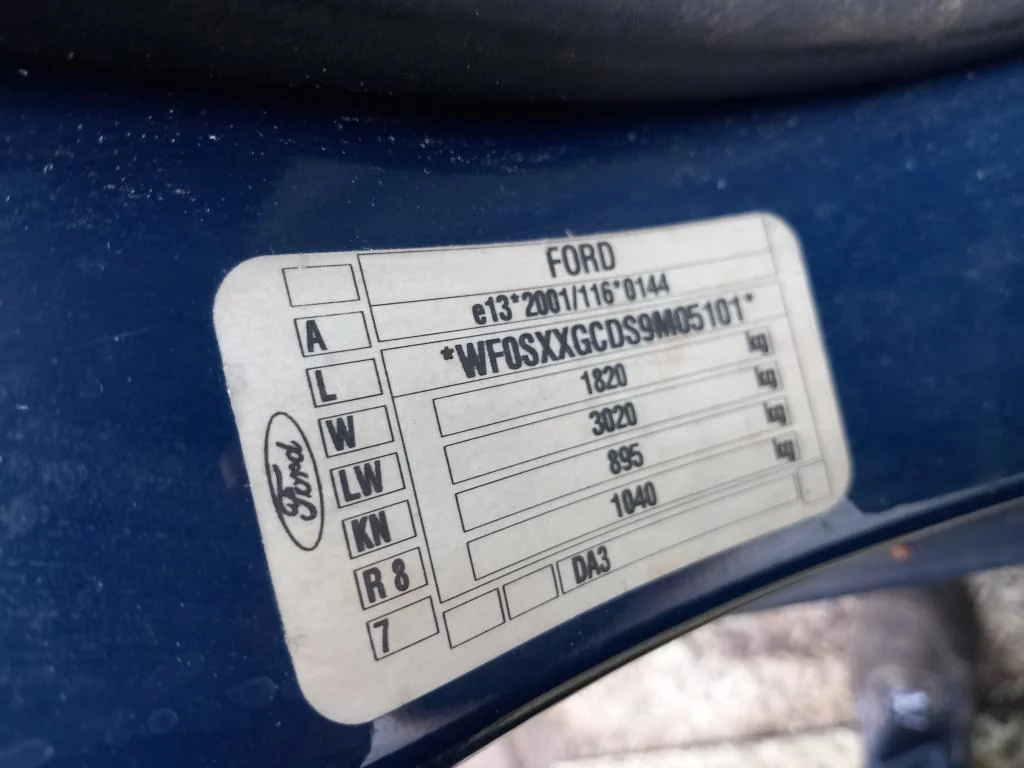 FORD
e13*2001/116*0144
*WF0SXXGCDS9M05101*
1820 kg
3020 kg
895 kg
1040 kg
DA3
A
L
W
LW
KN
R 8
7
Ford